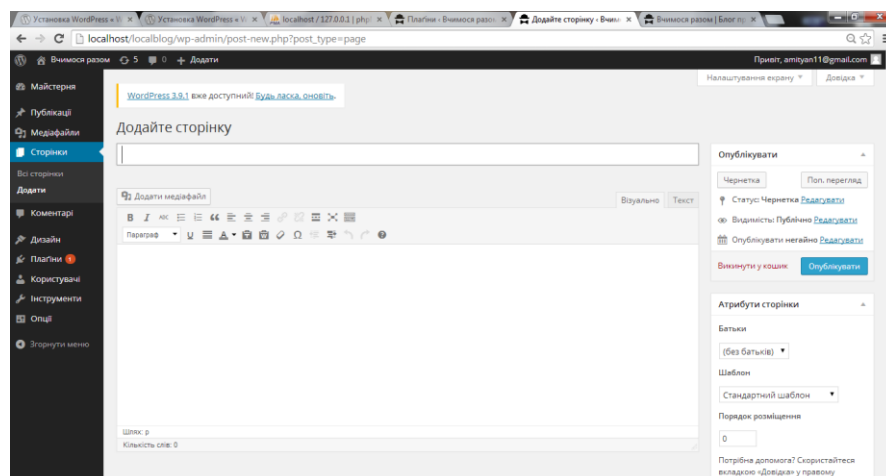 Установка WordPress « W
Установка WordPress « W
localhost / 127.0.0.1 | php
Плаґіни ‹ Вчимося разом
Додайте сторінку ‹ Вчим
Вчимося разом | Блог пр
localhost/localblog/wp-admin/post-new.php?post_type=page
Вчимося разом 5 0 + Додати
Привіт, amityan11@gmail.com
Налаштування екрану
Довідка
Майстерня
Публікації
Медіафайли
Сторінки
Всі сторінки
Додати
Коментарі
Дизайн
Плаґіни 1
Користувачі
Інструменти
Опції
Згорнути меню
WordPress 3.9.1 вже доступний! Будь ласка, оновіть.
Додайте сторінку
Додати медіафайл
Візуально Текст
B I ABC
Параграф
Шлях: p
Кількість слів: 0
Опублікувати
Чернетка Поп. перегляд
Статус: Чернетка Редагувати
Видимість: Публічно Редагувати
Опублікувати негайно Редагувати
Викинути у кошик Опублікувати
Атрибути сторінки
Батьки
(без батьків)
Шаблон
Стандартний шаблон
Порядок розміщення
0
Потрібна допомога? Скористайтеся
вкладкою «Довідка» у правому